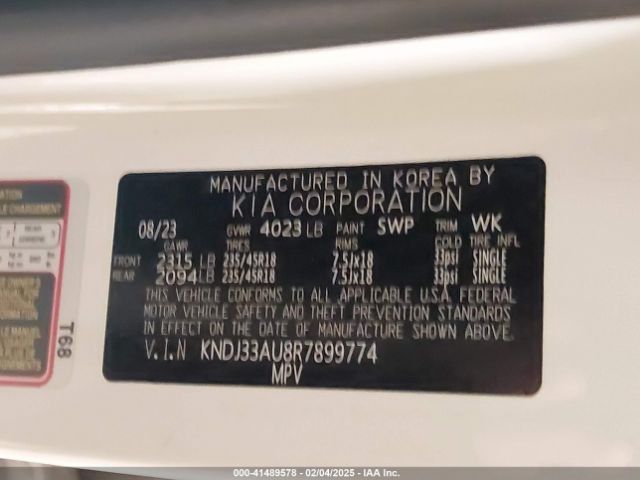 MANUFACTURED IN KOREA BY
KIA CORPORATION
08/23 GVWR 4023 LB PAINT SWP TRIM WK
GAWR TIRES RIMS COLD TIRE INFL
FRONT 2315 LB 235/45R18 7.5Jx18 33psi SINGLE
REAR 2094 LB 235/45R18 7.5Jx18 33psi SINGLE
THIS VEHICLE CONFORMS TO ALL APPLICABLE U.S.A. FEDERAL
MOTOR VEHICLE SAFETY AND THEFT PREVENTION STANDARDS
IN EFFECT ON THE DATE OF MANUFACTURE SHOWN ABOVE.
V.I.N KNDJ33AU8R7899774
MPV
T68
000-41489578 - 02/04/2025 - IAA Inc.